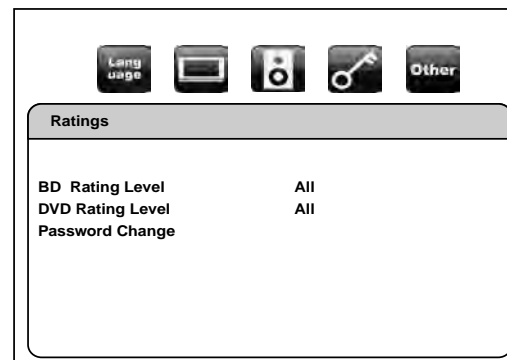 Lang
uage
Other
Ratings
BD Rating Level All
DVD Rating Level All
Password Change